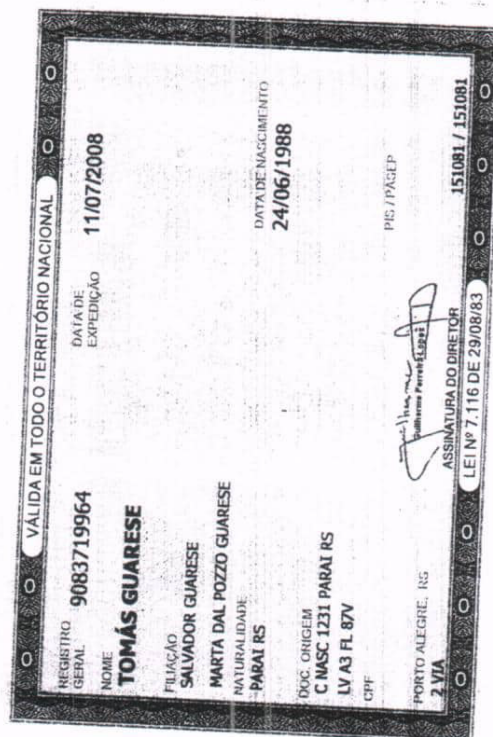 VÁLIDA EM TODO O TERRITÓRIO NACIONAL
REGISTRO GERAL 9083719964
DATA DE EXPEDIÇÃO 11/07/2008
NOME
TOMÁS GUARESE
FILIAÇÃO
SALVADOR GUARESE
MARTA DAL POZZO GUARESE
NATURALIDADE
PARAI RS
DATA DE NASCIMENTO
24/06/1988
DOC. ORIGEM
C NASC 1231 PARAI RS
LV A3 FL 87V
CPF
PIS / PASEP
PORTO ALEGRE, RS
2 VIA
Guilherme Ferreira Lopes
ASSINATURA DO DIRETOR
151081 / 151081
LEI Nº 7.116 DE 29/08/83